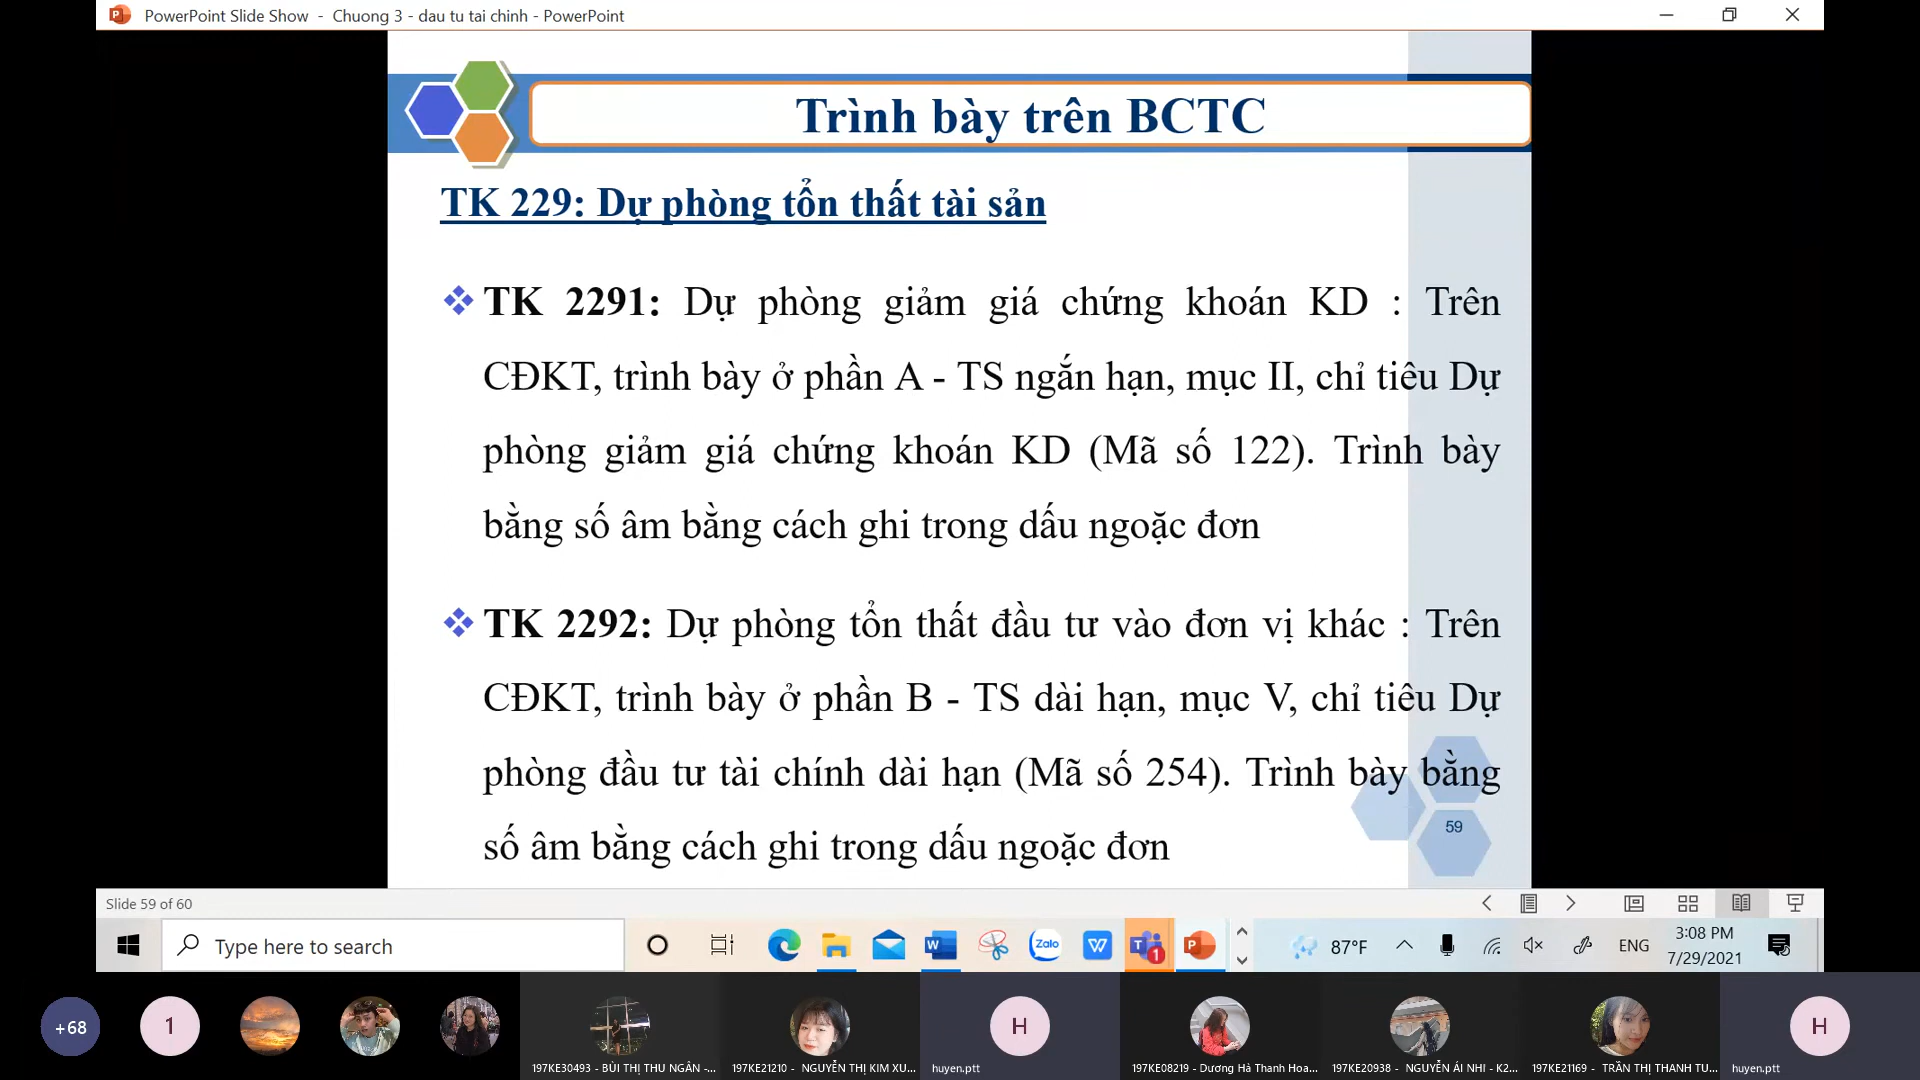 PowerPoint Slide Show - Chuong 3 - dau tu tai chinh - PowerPoint
Trình bày trên BCTC
TK 229: Dự phòng tổn thất tài sản
TK 2291: Dự phòng giảm giá chứng khoán KD : Trên
CĐKT, trình bày ở phần A - TS ngắn hạn, mục II, chỉ tiêu Dự
phòng giảm giá chứng khoán KD (Mã số 122). Trình bày
bằng số âm bằng cách ghi trong dấu ngoặc đơn
TK 2292: Dự phòng tổn thất đầu tư vào đơn vị khác : Trên
CĐKT, trình bày ở phần B - TS dài hạn, mục V, chỉ tiêu Dự
phòng đầu tư tài chính dài hạn (Mã số 254). Trình bày bằng
số âm bằng cách ghi trong dấu ngoặc đơn
59
Slide 59 of 60
Type here to search
Zalo
1
87°F
ENG
3:08 PM
7/29/2021
+68
1
H
H
197KE30493 - BÙI THỊ THU NGÂN -...
197KE21210 - NGUYỄN THỊ KIM XU...
huyen.ptt
197KE08219 - Dương Hà Thanh Hoa...
197KE20938 - NGUYỄN ÁI NHI - K2...
197KE21169 - TRẦN THỊ THANH TU...
huyen.ptt